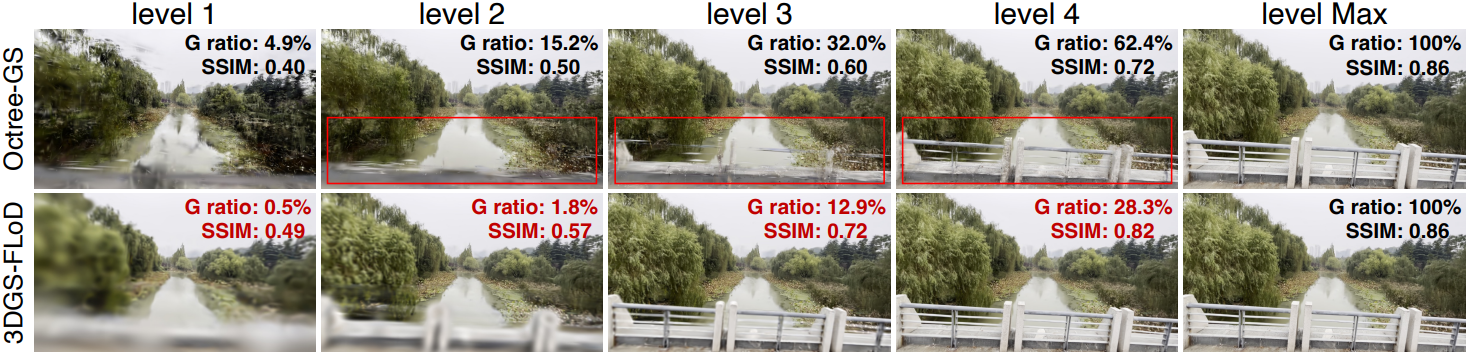 level 1
level 2
level 3
level 4
level Max
Octree-GS
G ratio: 4.9%
SSIM: 0.40
G ratio: 15.2%
SSIM: 0.50
G ratio: 32.0%
SSIM: 0.60
G ratio: 62.4%
SSIM: 0.72
G ratio: 100%
SSIM: 0.86
3DGS-FLoD
G ratio: 0.5%
SSIM: 0.49
G ratio: 1.8%
SSIM: 0.57
G ratio: 12.9%
SSIM: 0.72
G ratio: 28.3%
SSIM: 0.82
G ratio: 100%
SSIM: 0.86